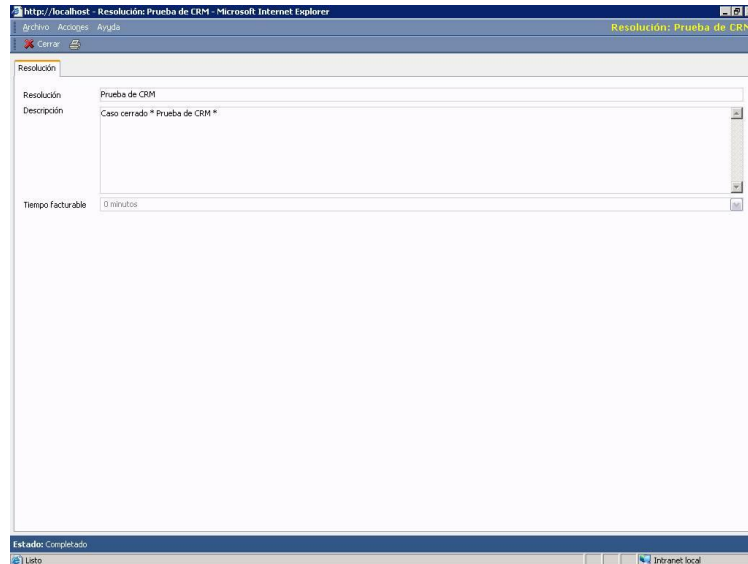 http://localhost - Resolución: Prueba de CRM - Microsoft Internet Explorer
Archivo Acciones Ayuda
Resolución: Prueba de CRM
Cerrar
Resolución
Resolución Prueba de CRM
Descripción Caso cerrado * Prueba de CRM *
Tiempo facturable 0 minutos
Estado: Completado
Listo Intranet local